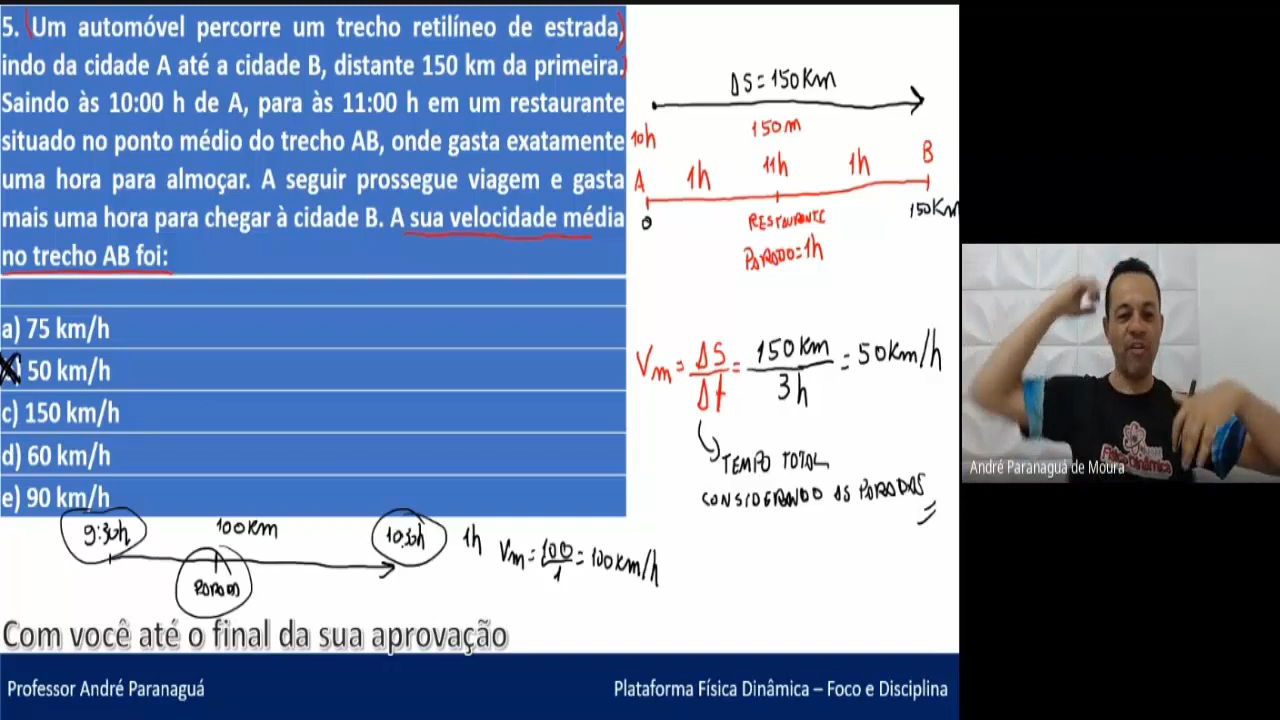 5. Um automóvel percorre um trecho retilíneo de estrada,
indo da cidade A até a cidade B, distante 150 km da primeira.
Saindo às 10:00 h de A, para às 11:00 h em um restaurante
situado no ponto médio do trecho AB, onde gasta exatamente
uma hora para almoçar. A seguir prossegue viagem e gasta
mais uma hora para chegar à cidade B. A sua velocidade média
no trecho AB foi:
a) 75 km/h
50 km/h
c) 150 km/h
d) 60 km/h
e) 90 km/h
ΔS = 150 Km
10h 150 m
A 1h 11h 1h B
0 RESTAURANTE 150 Km
PARADO = 1h
Vm = ΔS/Δt = 150 Km/3h = 50 Km/h
TEMPO TOTAL
CONSIDERANDO AS PARADAS
9:30h 100 Km 10:30h 1h Vm = 100/1 = 100 Km/h
Com você até o final da sua aprovação
Professor André Paranaguá Plataforma Física Dinâmica – Foco e Disciplina
André Paranaguá de Moura
Física Dinâmica